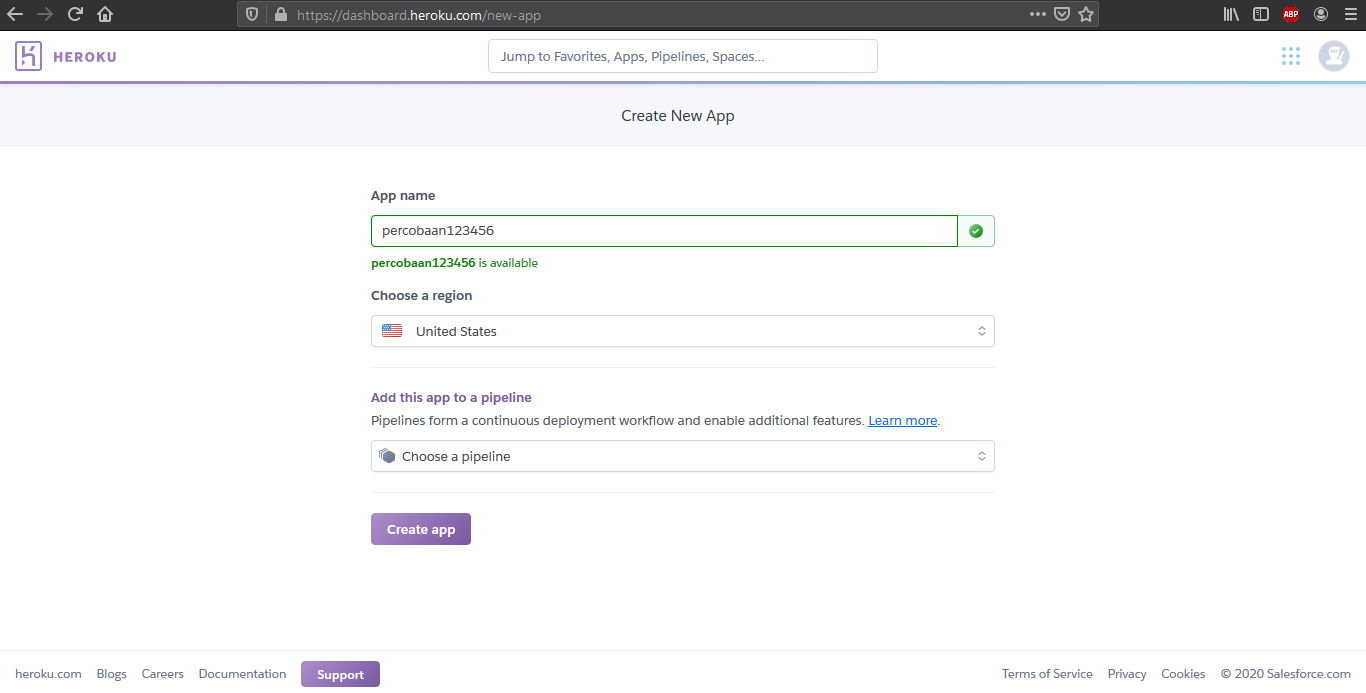 https://dashboard.heroku.com/new-app
ABP
HEROKU
Jump to Favorites, Apps, Pipelines, Spaces...
Create New App
App name
percobaan123456
percobaan123456 is available
Choose a region
United States
Add this app to a pipeline
Pipelines form a continuous deployment workflow and enable additional features. Learn more.
Choose a pipeline
Create app
heroku.com Blogs Careers Documentation Support Terms of Service Privacy Cookies © 2020 Salesforce.com